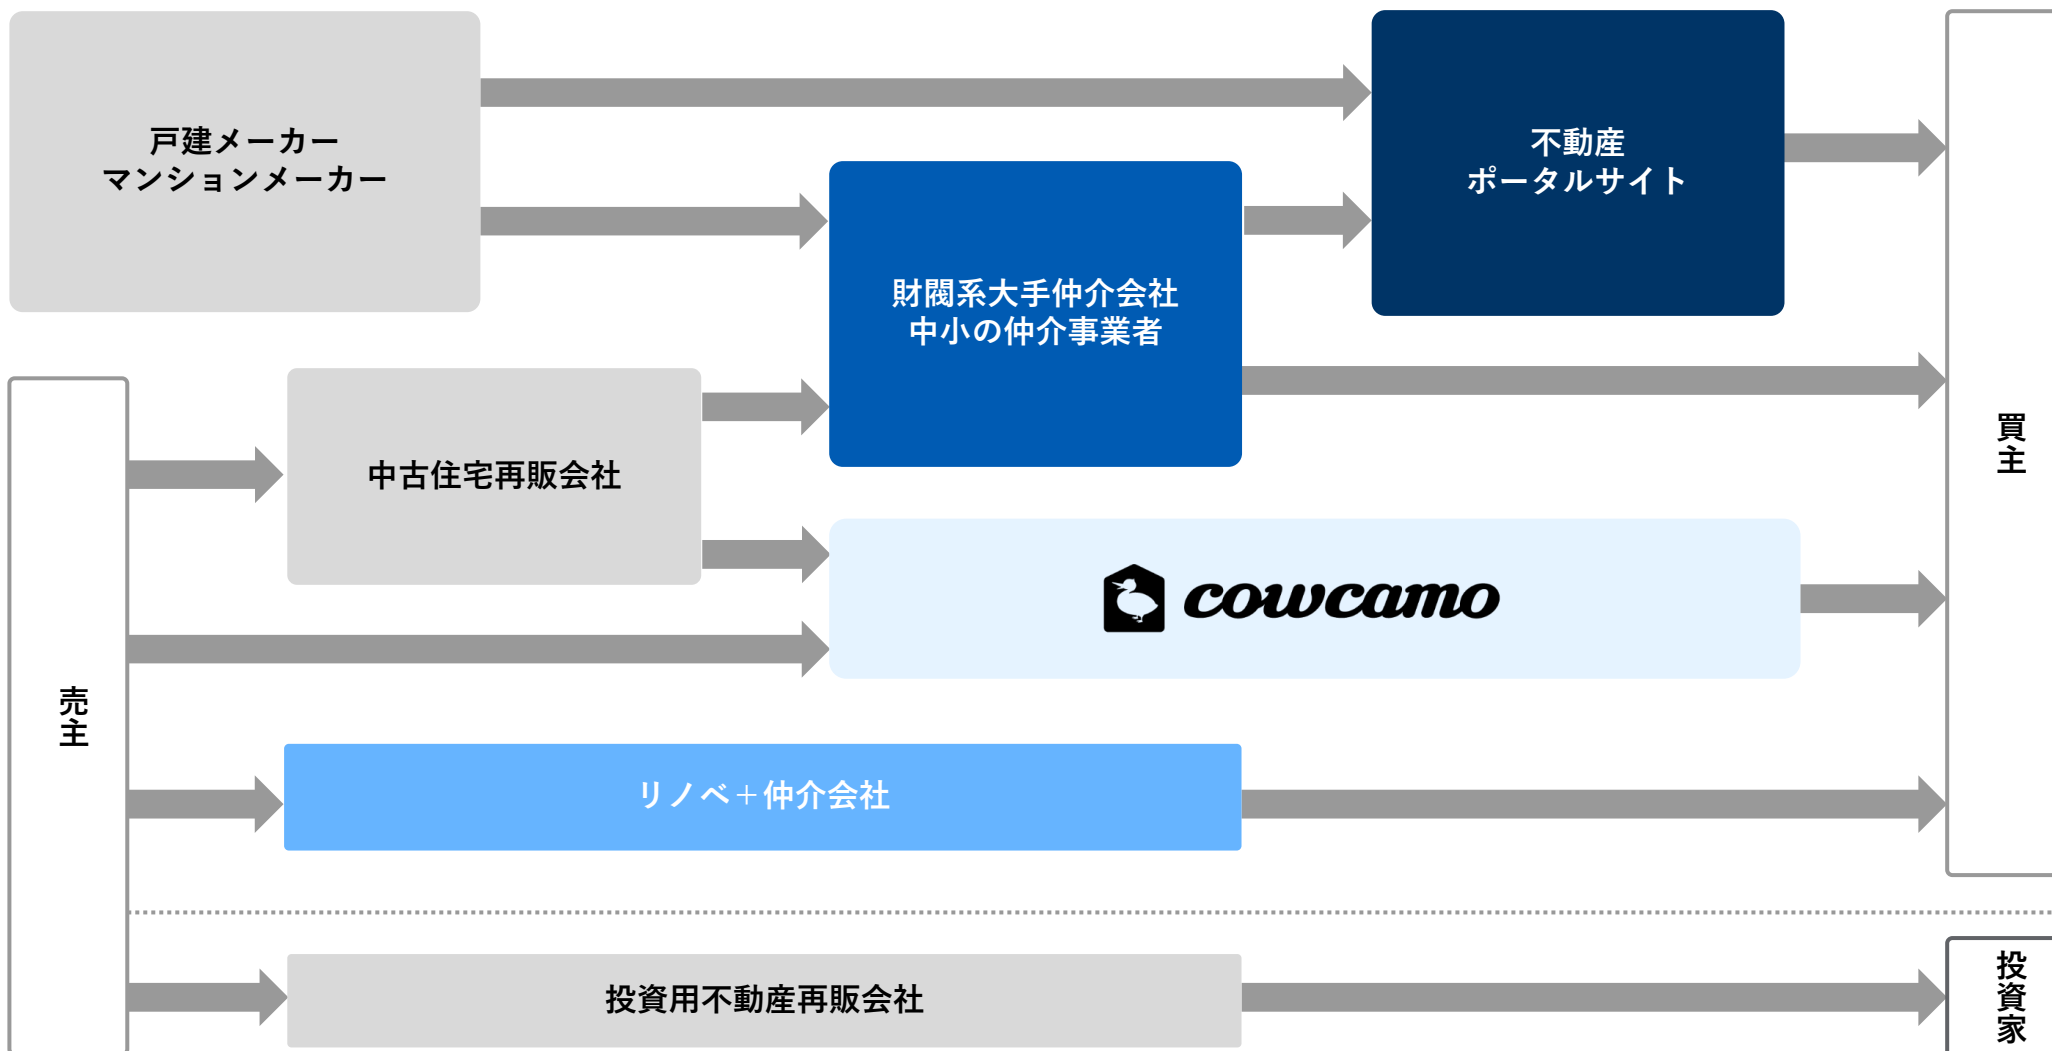 戸建メーカー
マンションメーカー
不動産
ポータルサイト
財閥系大手仲介会社
中小の仲介事業者
買主
中古住宅再販会社
cowcamo
売主
リノベ＋仲介会社
投資用不動産再販会社
投資家